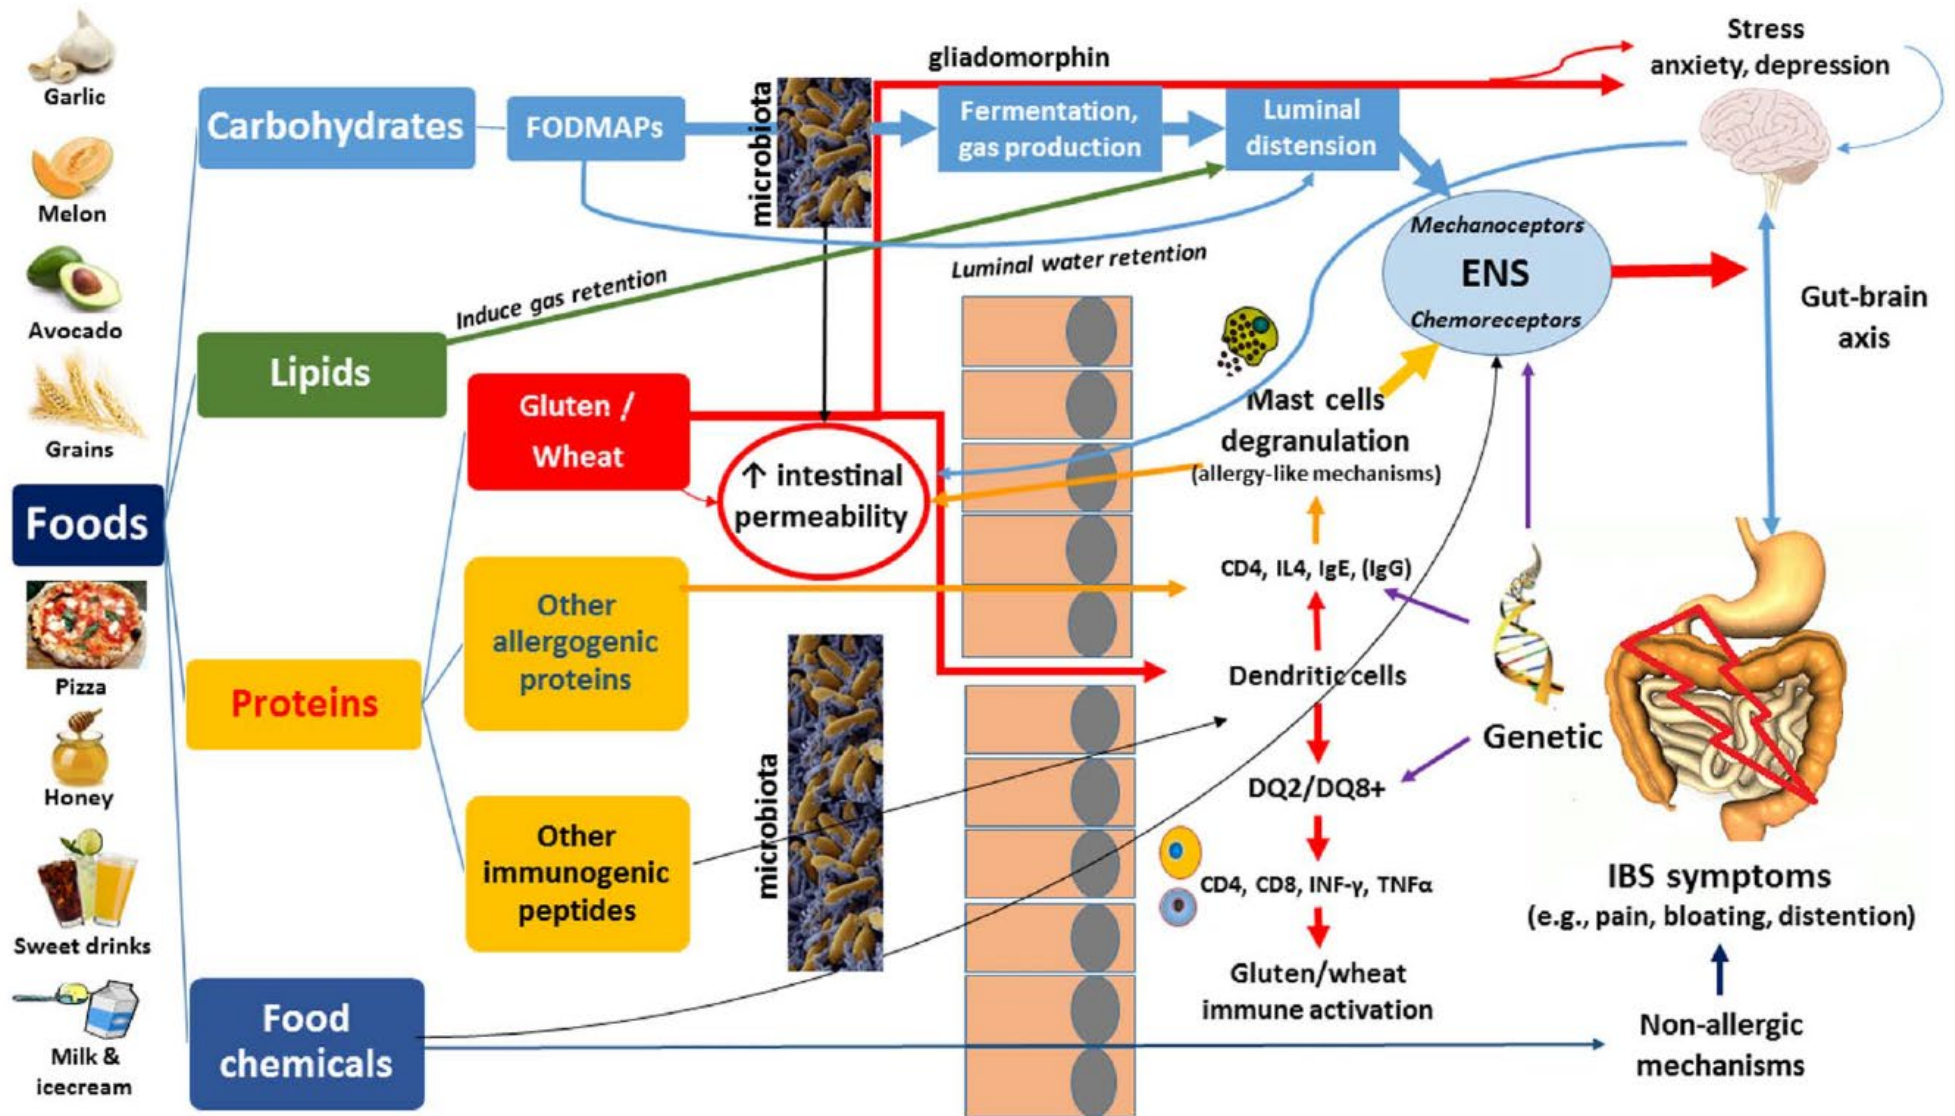 Garlic
Melon
Avocado
Grains
Foods
Pizza
Honey
Sweet drinks
Milk &
icecream
Carbohydrates
FODMAPs
microbiota
gliadomorphin
Fermentation,
gas production
Luminal
distension
Stress
anxiety, depression
Induce gas retention
Luminal water retention
Mechanoceptors
ENS
Chemoreceptors
Gut-brain
axis
Lipids
Gluten /
Wheat
↑ intestinal
permeability
Mast cells
degranulation
(allergy-like mechanisms)
CD4, IL4, IgE, (IgG)
Proteins
Other
allergogenic
proteins
Dendritic cells
Genetic
DQ2/DQ8+
Other
immunogenic
peptides
microbiota
CD4, CD8, INF-γ, TNFα
Gluten/wheat
immune activation
IBS symptoms
(e.g., pain, bloating, distention)
Food
chemicals
Non-allergic
mechanisms